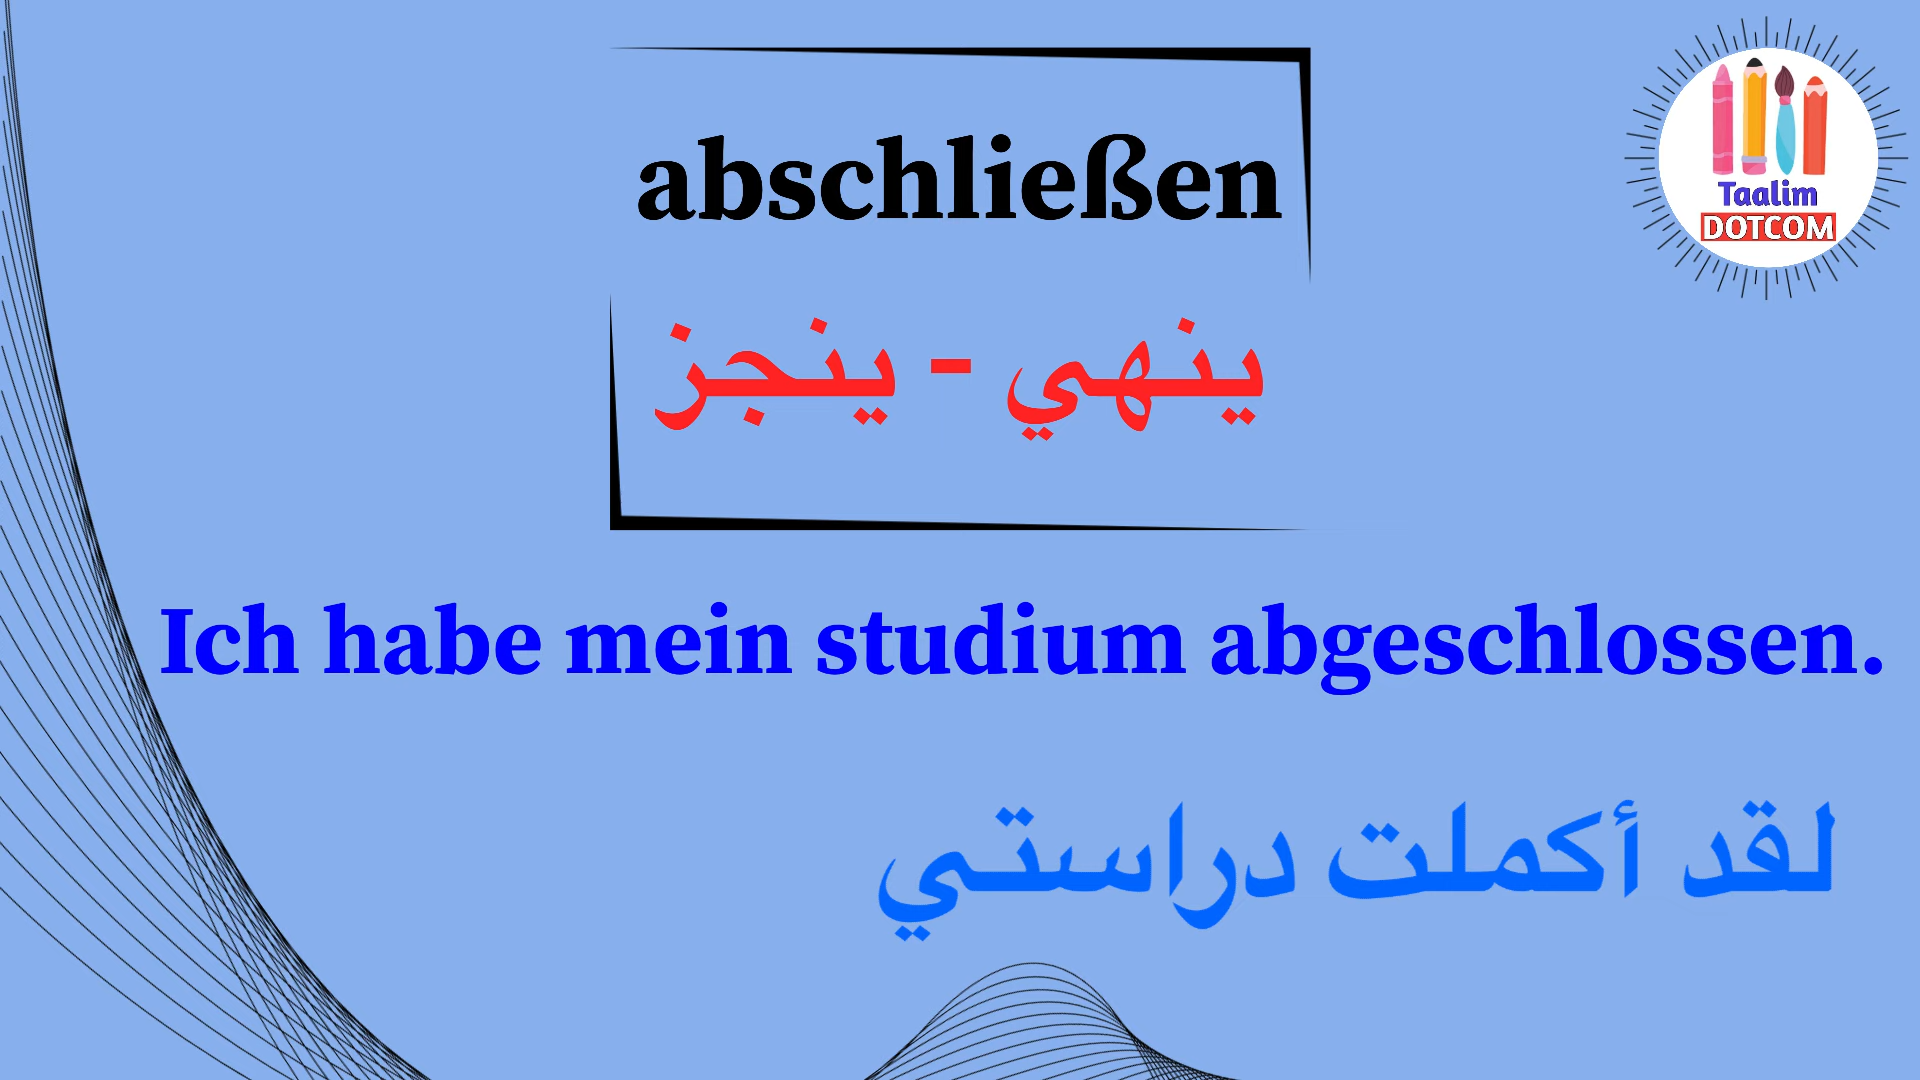 abschließen
ينهي - ينجز
Ich habe mein studium abgeschlossen.
لقد أكملت دراستي
Taalim
DOTCOM